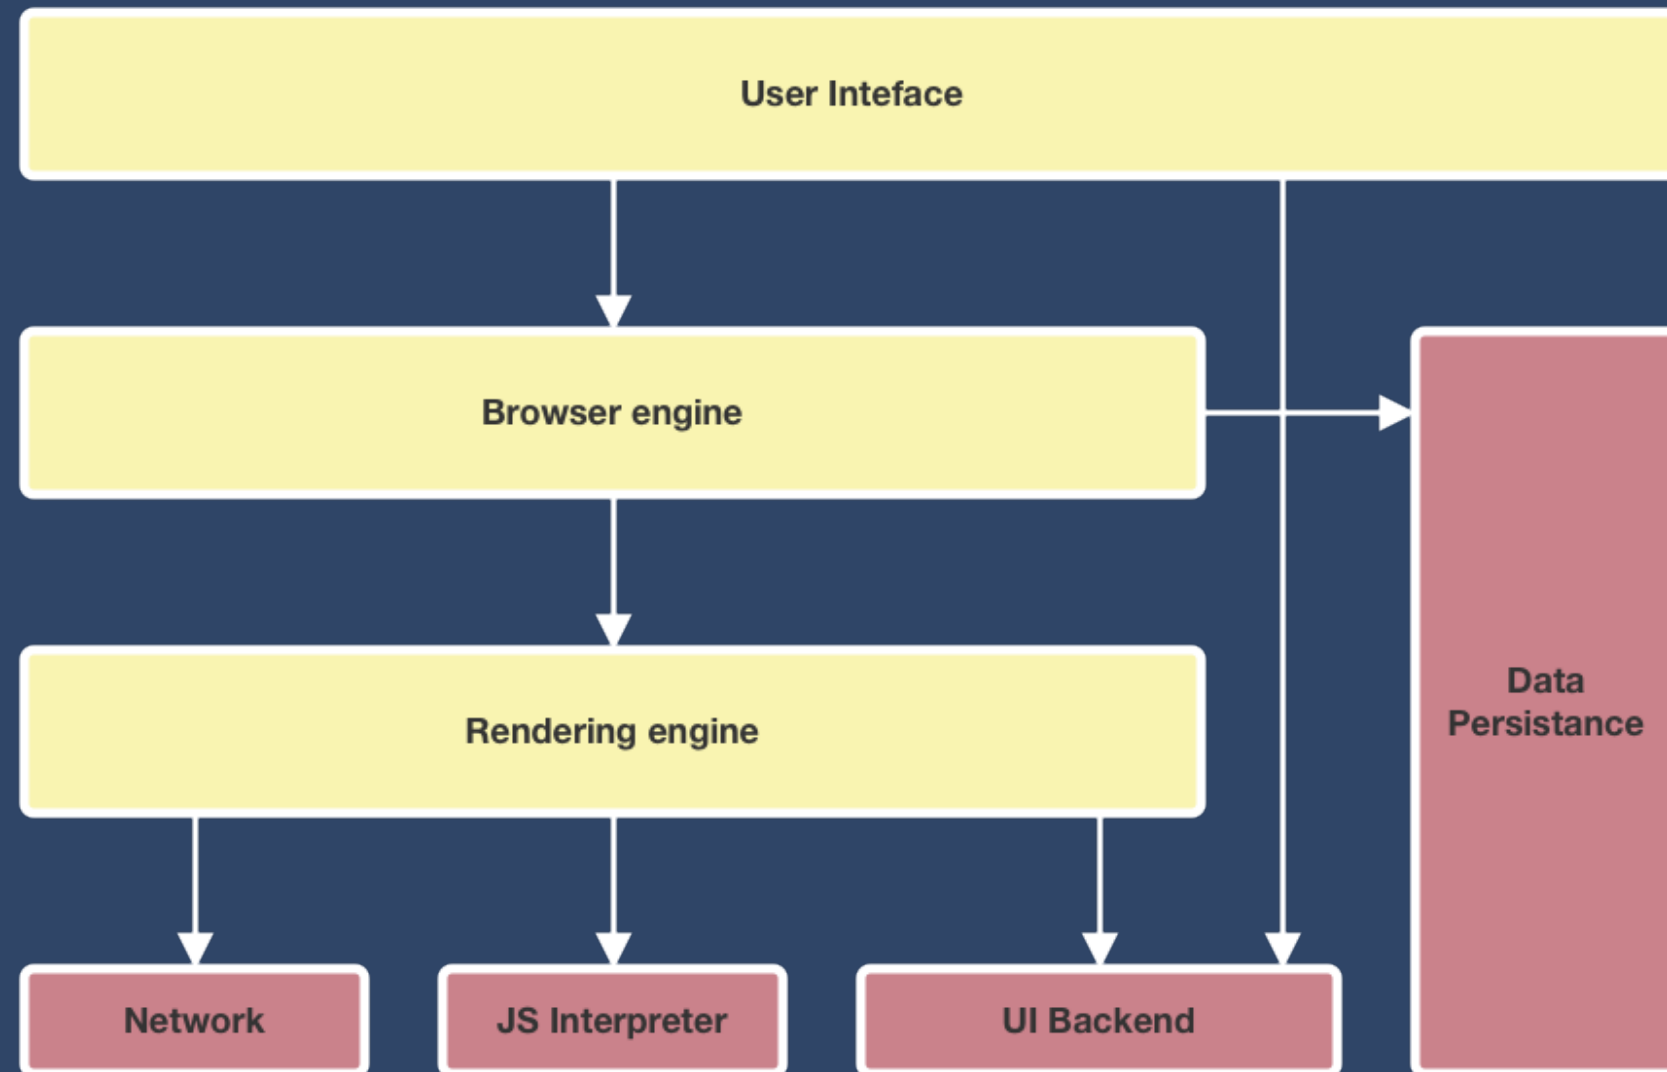 User Inteface
Browser engine
Rendering engine
Data
Persistance
Network
JS Interpreter
UI Backend